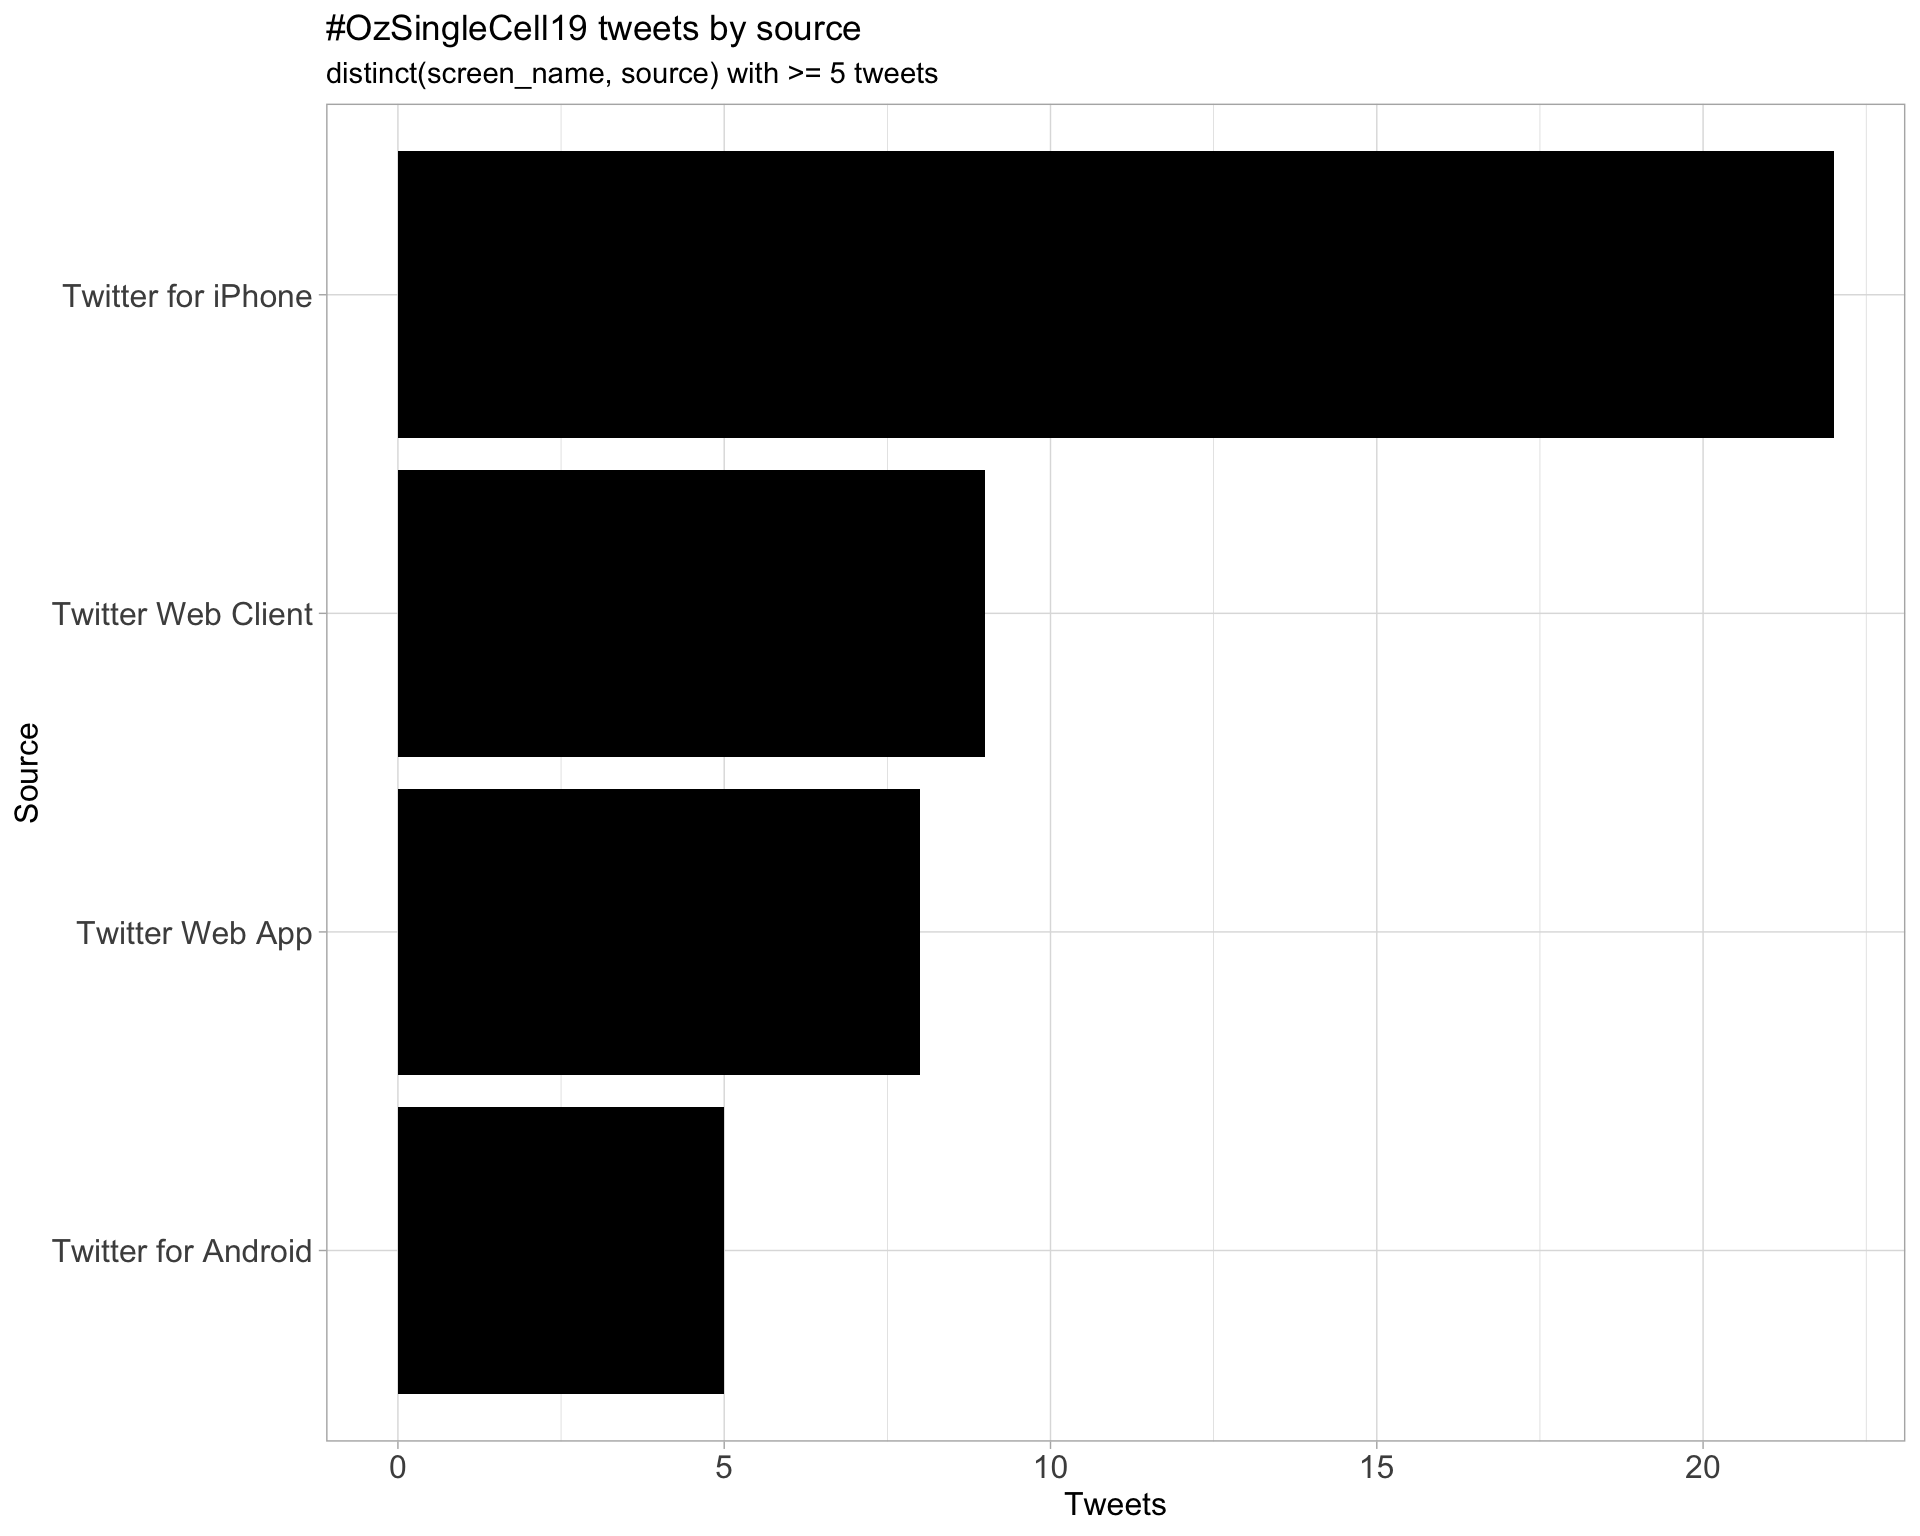 #OzSingleCell19 tweets by source
distinct(screen_name, source) with >= 5 tweets
Source
Twitter for iPhone
Twitter Web Client
Twitter Web App
Twitter for Android
0 5 10 15 20
Tweets